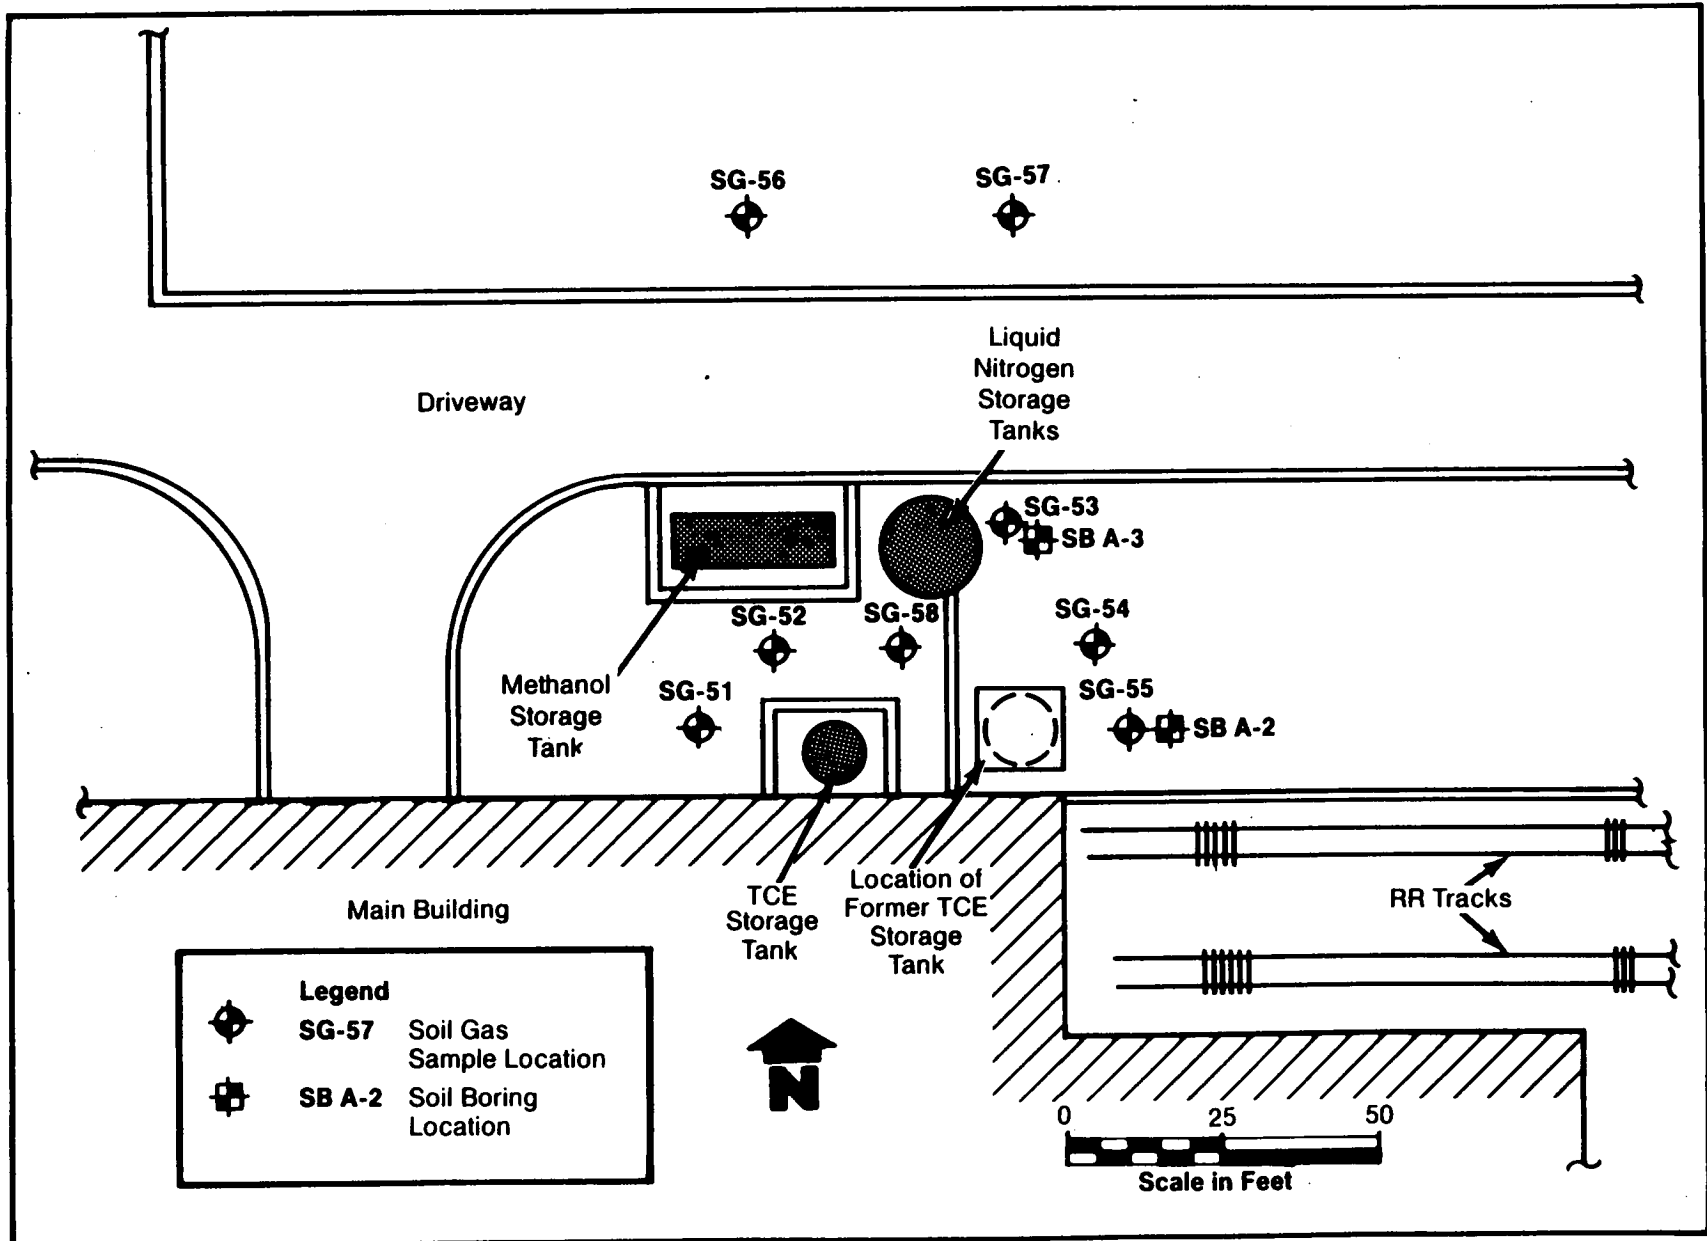 SG-56
SG-57
Liquid
Nitrogen
Storage
Tanks
Driveway
SG-53
SB A-3
SG-52
SG-58
SG-54
Methanol
Storage
Tank
SG-51
SG-55
SB A-2
TCE
Storage
Tank
Location of
Former TCE
Storage
Tank
RR Tracks
Main Building
Legend
SG-57 Soil Gas
Sample Location
SB A-2 Soil Boring
Location
N
0 25 50
Scale in Feet